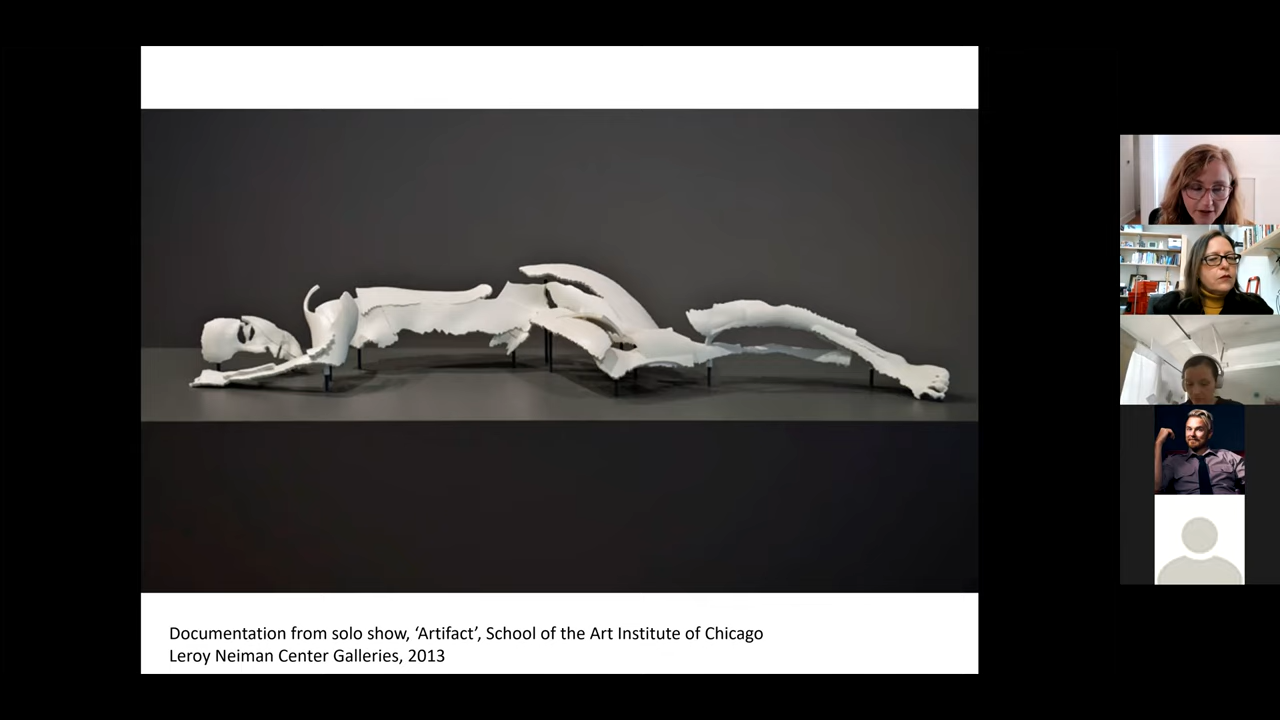 Documentation from solo show, ‘Artifact’, School of the Art Institute of Chicago
Leroy Neiman Center Galleries, 2013